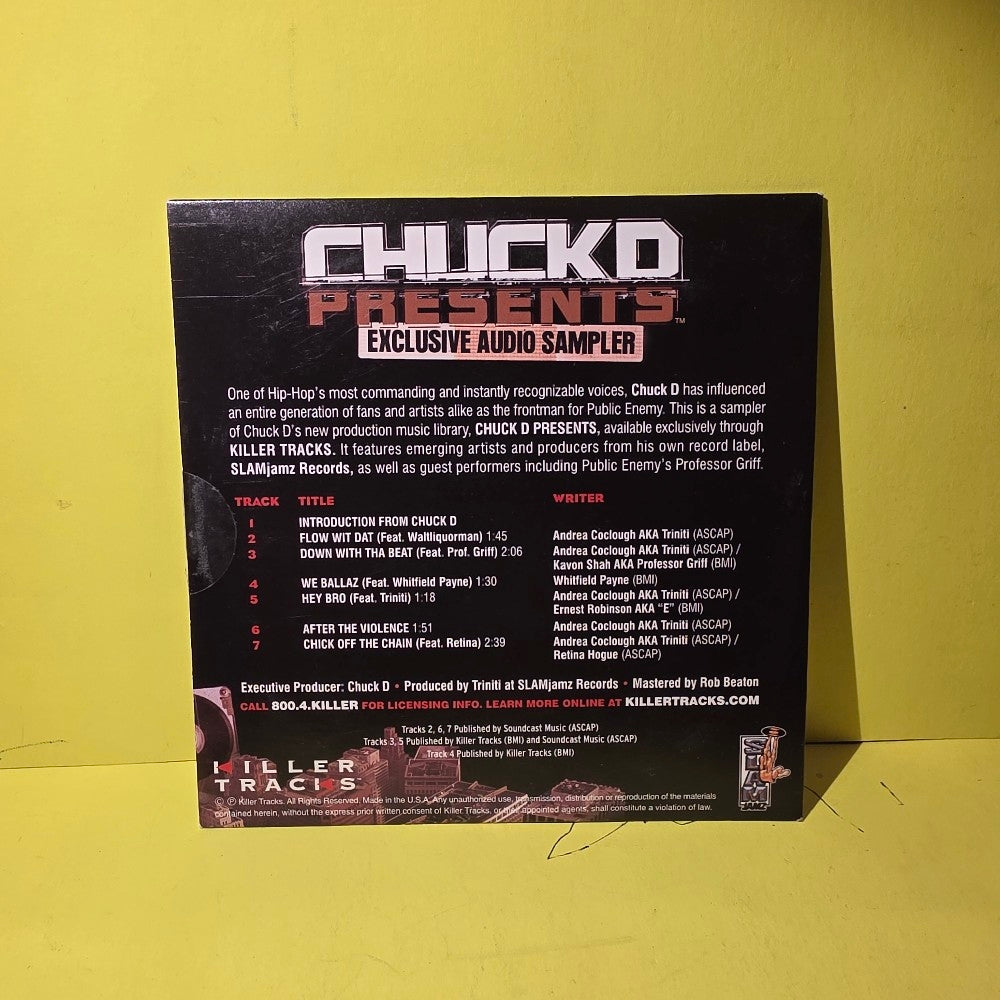 CHUCK D
PRESENTS™
EXCLUSIVE AUDIO SAMPLER
One of Hip-Hop's most commanding and instantly recognizable voices, Chuck D has influenced
an entire generation of fans and artists alike as the frontman for Public Enemy. This is a sampler
of Chuck D's new production music library, CHUCK D PRESENTS, available exclusively through
KILLER TRACKS. It features emerging artists and producers from his own record label,
SLAMjamz Records, as well as guest performers including Public Enemy's Professor Griff.
TRACK TITLE WRITER
1 INTRODUCTION FROM CHUCK D
2 FLOW WIT DAT (Feat. Waltliquorman) 1:45 Andrea Coclough AKA Triniti (ASCAP)
3 DOWN WITH THA BEAT (Feat. Prof. Griff) 2:06 Andrea Coclough AKA Triniti (ASCAP) /
Kavon Shah AKA Professor Griff (BMI)
4 WE BALLAZ (Feat. Whitfield Payne) 1:30 Whitfield Payne (BMI)
5 HEY BRO (Feat. Triniti) 1:18 Andrea Coclough AKA Triniti (ASCAP) /
Ernest Robinson AKA "E" (BMI)
6 AFTER THE VIOLENCE 1:51 Andrea Coclough AKA Triniti (ASCAP)
7 CHICK OFF THE CHAIN (Feat. Retina) 2:39 Andrea Coclough AKA Triniti (ASCAP) /
Retina Hogue (ASCAP)
Executive Producer: Chuck D • Produced by Triniti at SLAMjamz Records • Mastered by Rob Beaton
CALL 800.4.KILLER FOR LICENSING INFO. LEARN MORE ONLINE AT KILLERTRACKS.COM
Tracks 2, 6, 7 Published by Soundcast Music (ASCAP)
Tracks 3, 5 Published by Killer Tracks (BMI) and Soundcast Music (ASCAP)
Track 4 Published by Killer Tracks (BMI)
KILLER
TRACKS™
SLAM
JAMZ
© ℗ Killer Tracks. All Rights Reserved. Made in the U.S.A. Any unauthorized use, transmission, distribution or reproduction of the materials
contained herein, without the express prior written consent of Killer Tracks, or their appointed agents, shall constitute a violation of law.